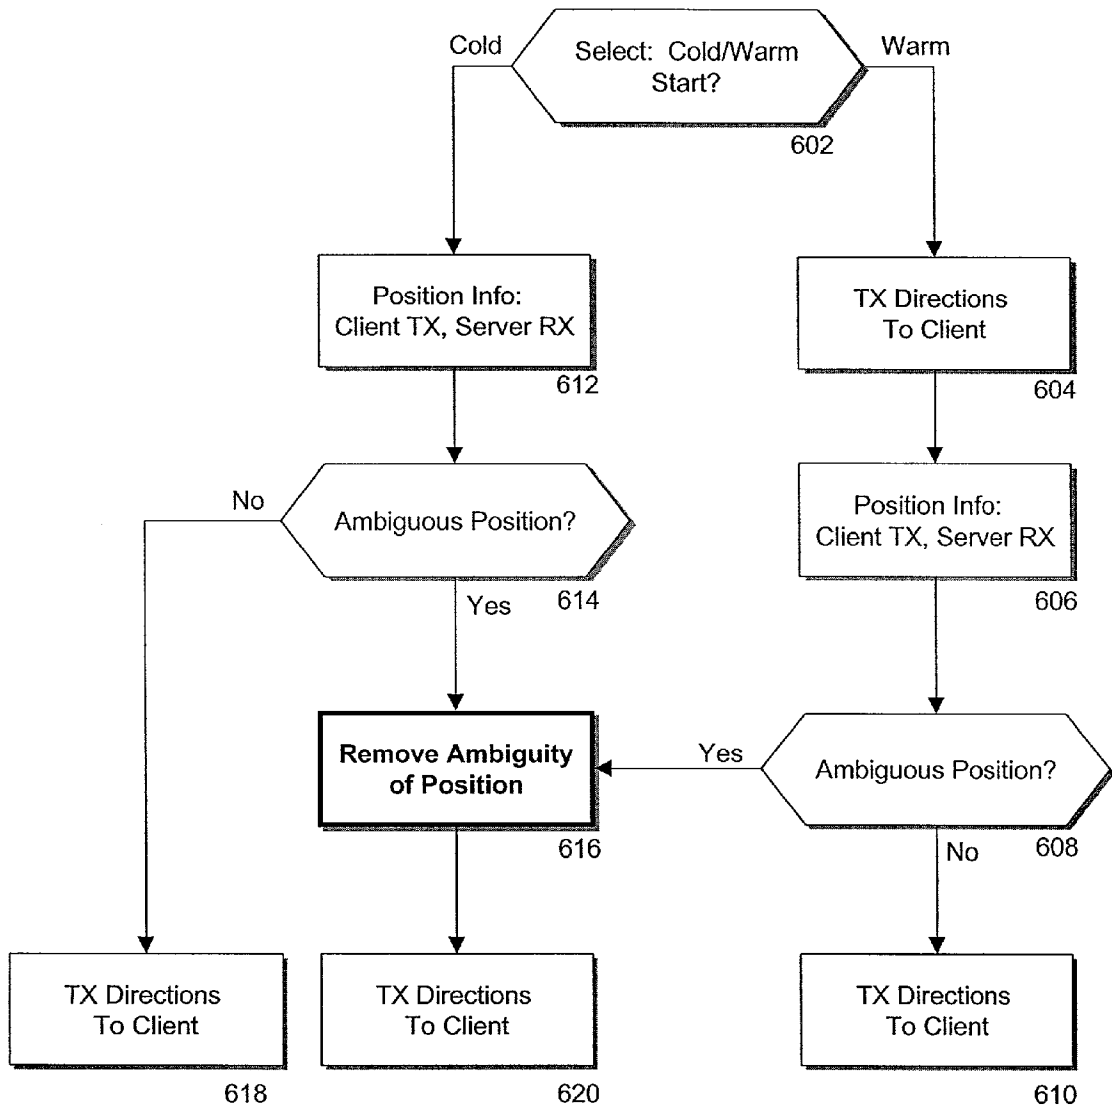 Cold
Select: Cold/Warm
Start?
Warm
602
Position Info:
Client TX, Server RX
612
TX Directions
To Client
604
No
Ambiguous Position?
614
Yes
Position Info:
Client TX, Server RX
606
Remove Ambiguity
of Position
616
Yes
Ambiguous Position?
608
No
TX Directions
To Client
618
TX Directions
To Client
620
TX Directions
To Client
610